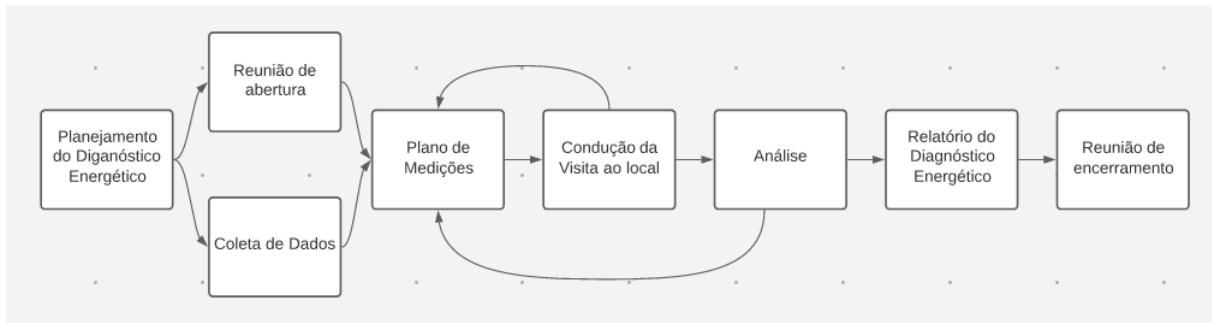 Planejamento
do Diganóstico
Energético
Reunião de
abertura
Coleta de Dados
Plano de
Medições
Condução da
Visita ao local
Análise
Relatório do
Diagnóstico
Energético
Reunião de
encerramento